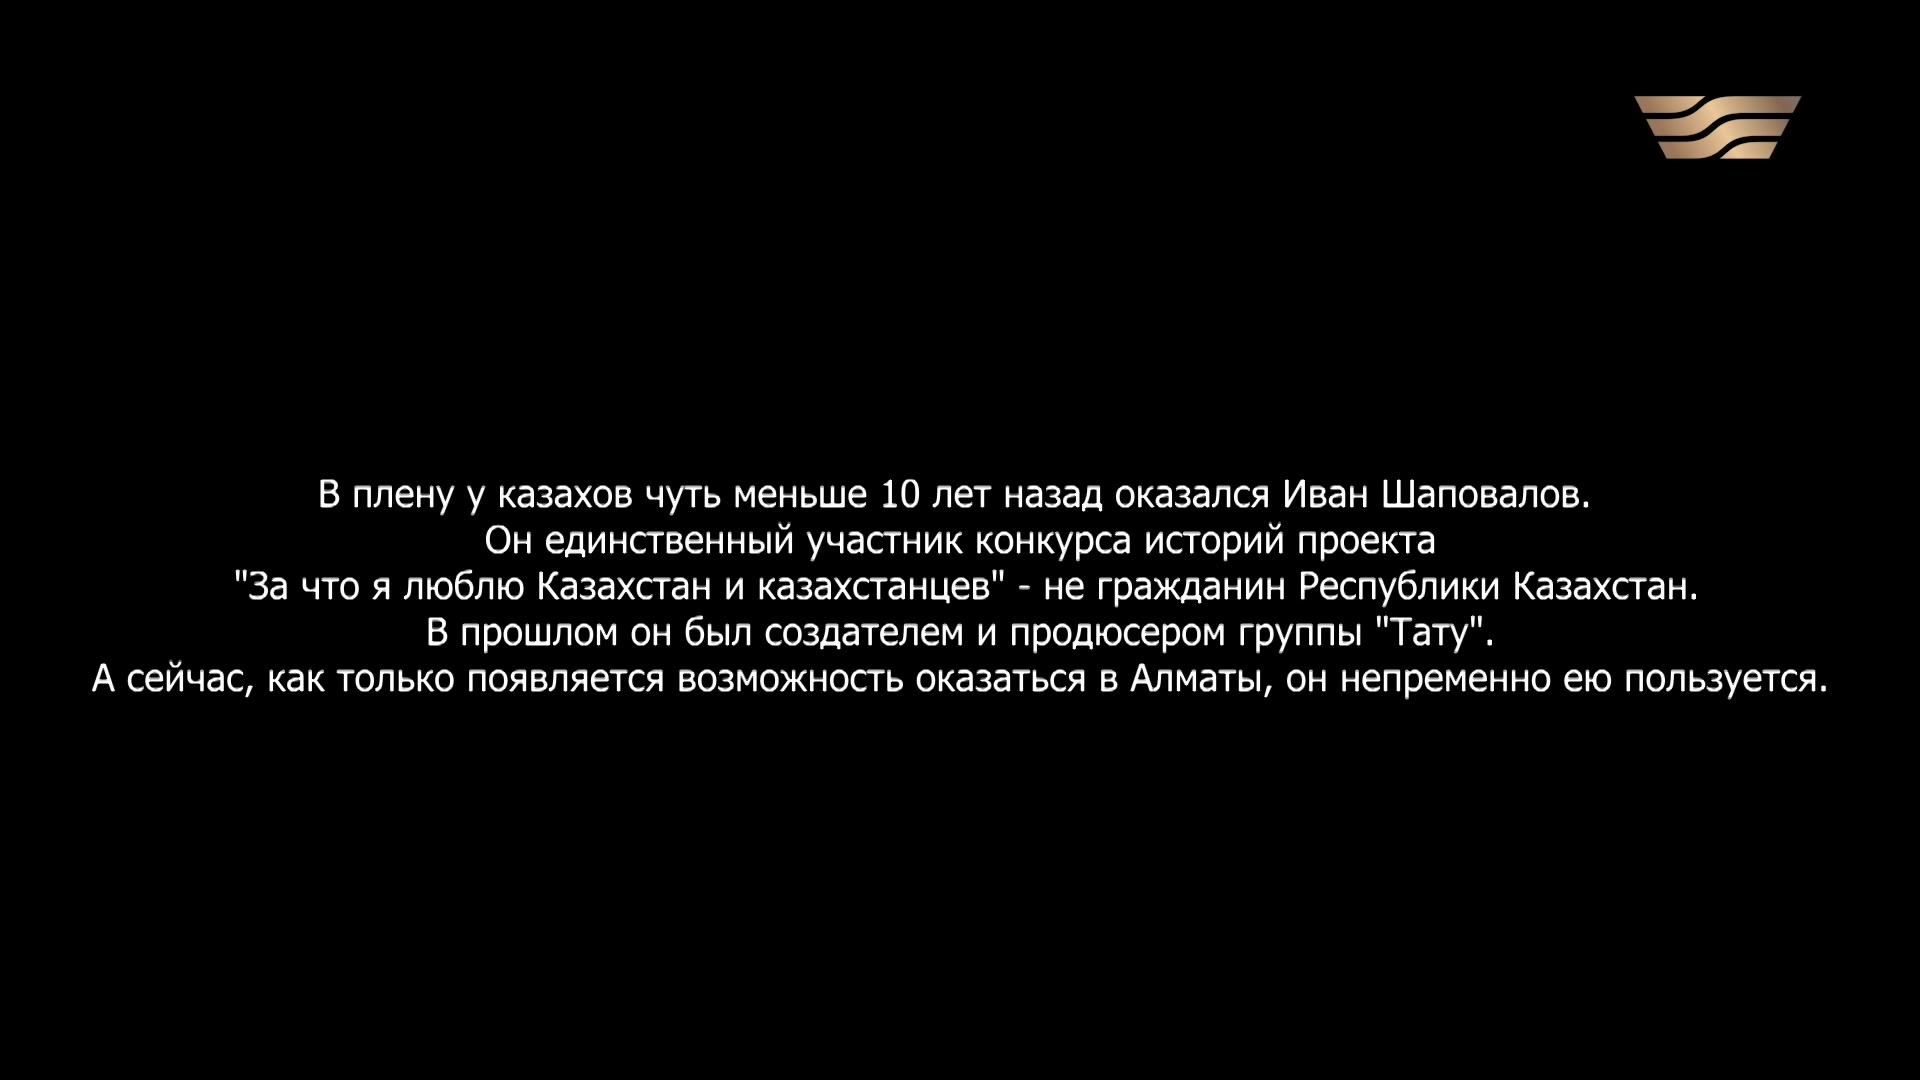 В плену у казахов чуть меньше 10 лет назад оказался Иван Шаповалов.
Он единственный участник конкурса историй проекта
"За что я люблю Казахстан и казахстанцев" - не гражданин Республики Казахстан.
В прошлом он был создателем и продюсером группы "Тату".
А сейчас, как только появляется возможность оказаться в Алматы, он непременно ею пользуется.